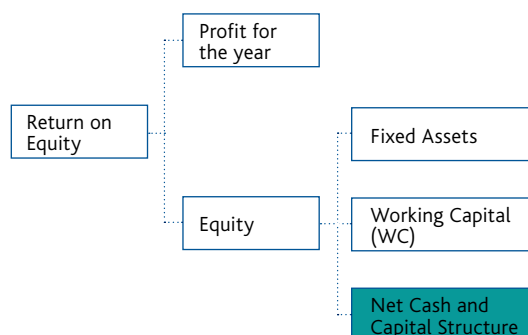 Profit for
the year
Return on
Equity
Fixed Assets
Equity
Working Capital
(WC)
Net Cash and
Capital Structure